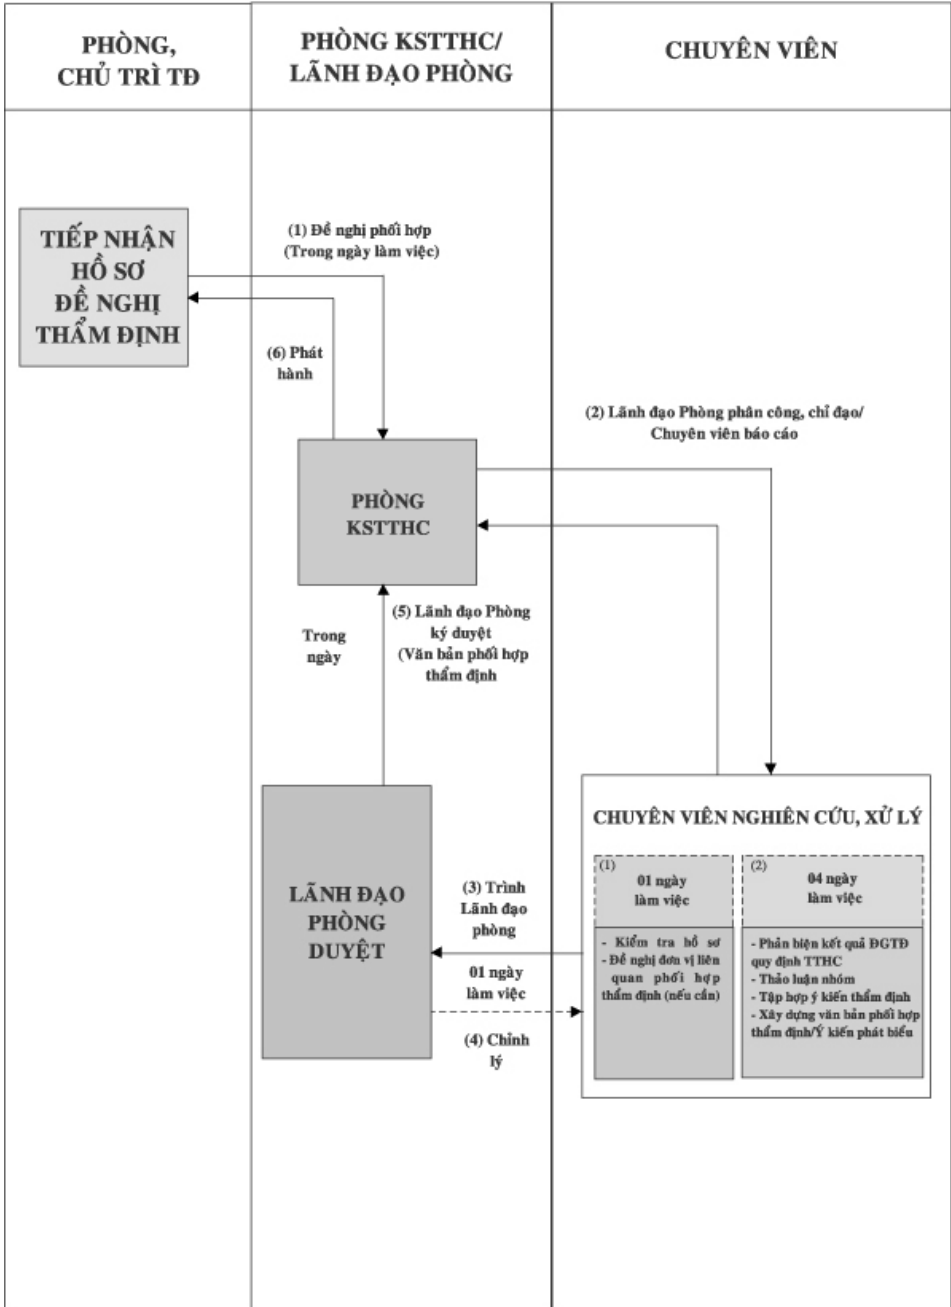 PHÒNG,
CHỦ TRÌ TĐ
PHÒNG KSTTHC/
LÃNH ĐẠO PHÒNG
CHUYÊN VIÊN
TIẾP NHẬN
HỒ SƠ
ĐỀ NGHỊ
THẨM ĐỊNH
(1) Đề nghị phối hợp
(Trong ngày làm việc)
(6) Phát
hành
(2) Lãnh đạo Phòng phân công, chỉ đạo/
Chuyên viên báo cáo
PHÒNG
KSTTHC
Trong
ngày
(5) Lãnh đạo Phòng
ký duyệt
(Văn bản phối hợp
thẩm định
LÃNH ĐẠO
PHÒNG
DUYỆT
(3) Trình
Lãnh đạo
phòng
01 ngày
làm việc
(4) Chỉnh
lý
CHUYÊN VIÊN NGHIÊN CỨU, XỬ LÝ
(1)
01 ngày
làm việc
- Kiểm tra hồ sơ
- Đề nghị đơn vị liên
quan phối hợp
thẩm định (nếu cần)
(2)
04 ngày
làm việc
- Phản biện kết quả ĐGTĐ
quy định TTHC
- Thảo luận nhóm
- Tập hợp ý kiến thẩm định
- Xây dựng văn bản phối hợp
thẩm định/Ý kiến phát biểu